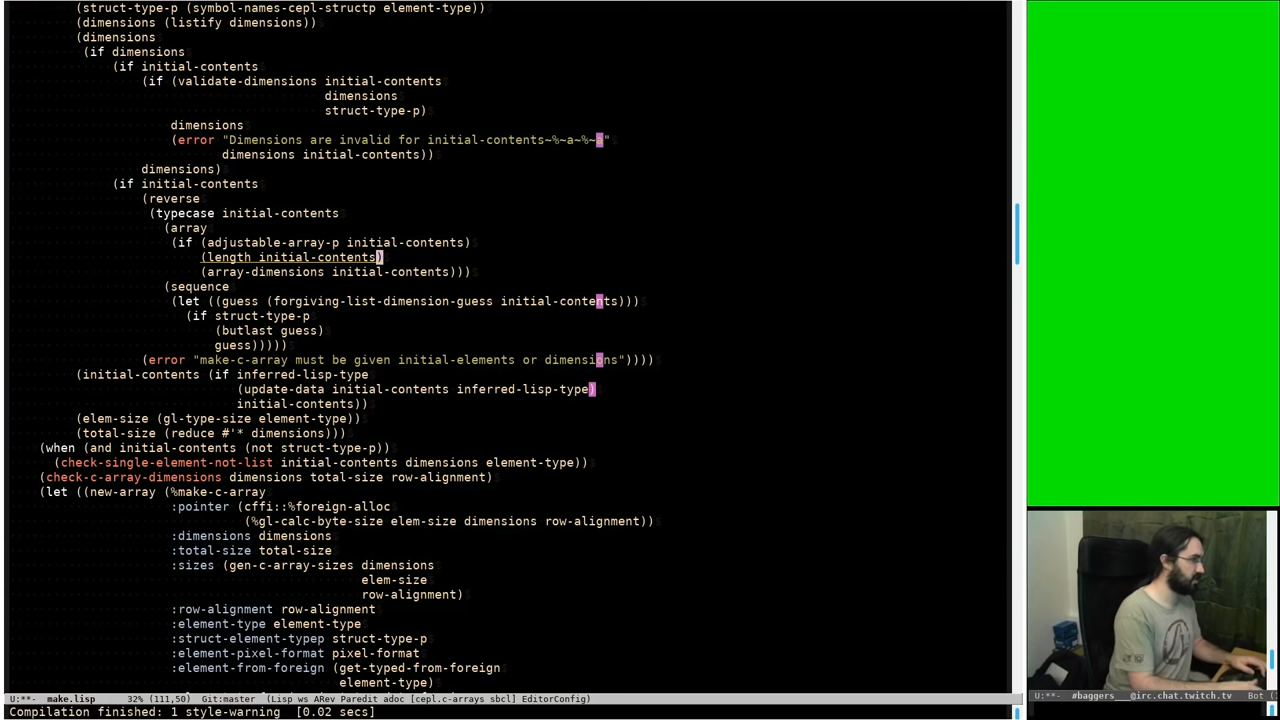 (struct-type-p (symbol-names-cepl-structp element-type))
(dimensions (listify dimensions))
(dimensions
(if dimensions
(if initial-contents
(if (validate-dimensions initial-contents
dimensions
struct-type-p)
dimensions
(error "Dimensions are invalid for initial-contents~%~a~%~a"
dimensions initial-contents))
dimensions)
(if initial-contents
(reverse
(typecase initial-contents
(array
(if (adjustable-array-p initial-contents)
(length initial-contents)
(array-dimensions initial-contents)))
(sequence
(let ((guess (forgiving-list-dimension-guess initial-contents)))
(if struct-type-p
(butlast guess)
guess)))))
(error "make-c-array must be given initial-elements or dimensions"))))
(initial-contents (if inferred-lisp-type
(update-data initial-contents inferred-lisp-type)
initial-contents))
(elem-size (gl-type-size element-type))
(total-size (reduce #'* dimensions)))
(when (and initial-contents (not struct-type-p))
(check-single-element-not-list initial-contents dimensions element-type))
(check-c-array-dimensions dimensions total-size row-alignment)
(let ((new-array (%make-c-array
:pointer (cffi::%foreign-alloc
(%gl-calc-byte-size elem-size dimensions row-alignment))
:dimensions dimensions
:total-size total-size
:sizes (gen-c-array-sizes dimensions
elem-size
row-alignment)
:row-alignment row-alignment
:element-type element-type
:struct-element-typep struct-type-p
:element-pixel-format pixel-format
:element-from-foreign (get-typed-from-foreign
element-type)
U:**- make.lisp 32% (111,50) Git:master (Lisp ws ARev Paredit adoc [cepl.c-arrays sbcl] EditorConfig)
U:**- #baggers___@irc.chat.twitch.tv Bot (
Compilation finished: 1 style-warning [0.02 secs]